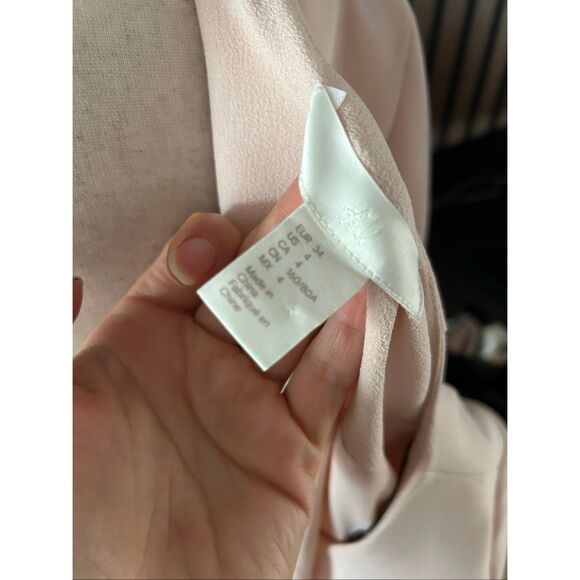 EUR 34
US 4
CA 4
CN 160/80A
MX 4
Made in
China
Fabriqué en
Chine